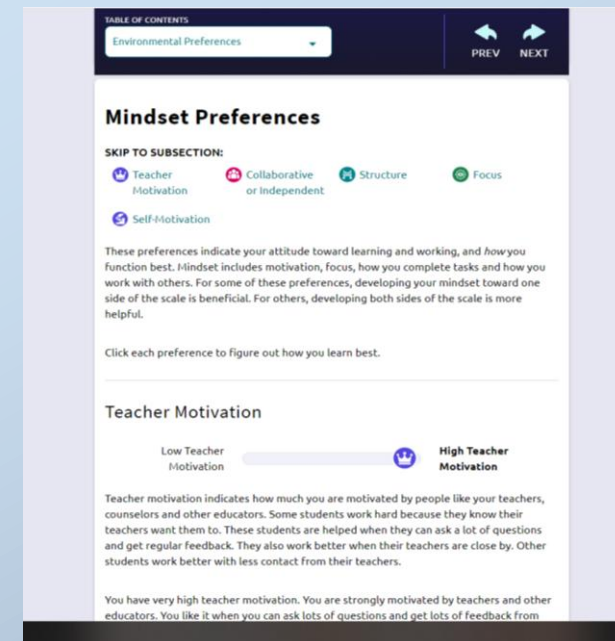 TABLE OF CONTENTS
Environmental Preferences
PREV NEXT
Mindset Preferences
SKIP TO SUBSECTION:
Teacher Motivation
Collaborative or Independent
Structure
Focus
Self-Motivation
These preferences indicate your attitude toward learning and working, and how you
function best. Mindset includes motivation, focus, how you complete tasks and how you
work with others. For some of these preferences, developing your mindset toward one
side of the scale is beneficial. For others, developing both sides of the scale is more
helpful.
Click each preference to figure out how you learn best.
Teacher Motivation
Low Teacher Motivation
High Teacher Motivation
Teacher motivation indicates how much you are motivated by people like your teachers,
counselors and other educators. Some students work hard because they know their
teachers want them to. These students are helped when they can ask a lot of questions
and get regular feedback. They also work better when their teachers are close by. Other
students work better with less contact from their teachers.
You have very high teacher motivation. You are strongly motivated by teachers and other
educators. You like it when you can ask lots of questions and get lots of feedback from